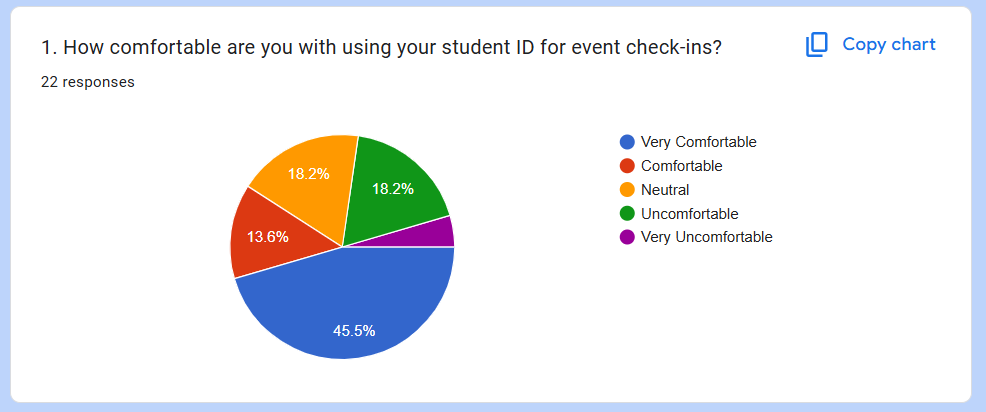 1. How comfortable are you with using your student ID for event check-ins?
Copy chart
22 responses
18.2%
18.2%
13.6%
45.5%
Very Comfortable
Comfortable
Neutral
Uncomfortable
Very Uncomfortable